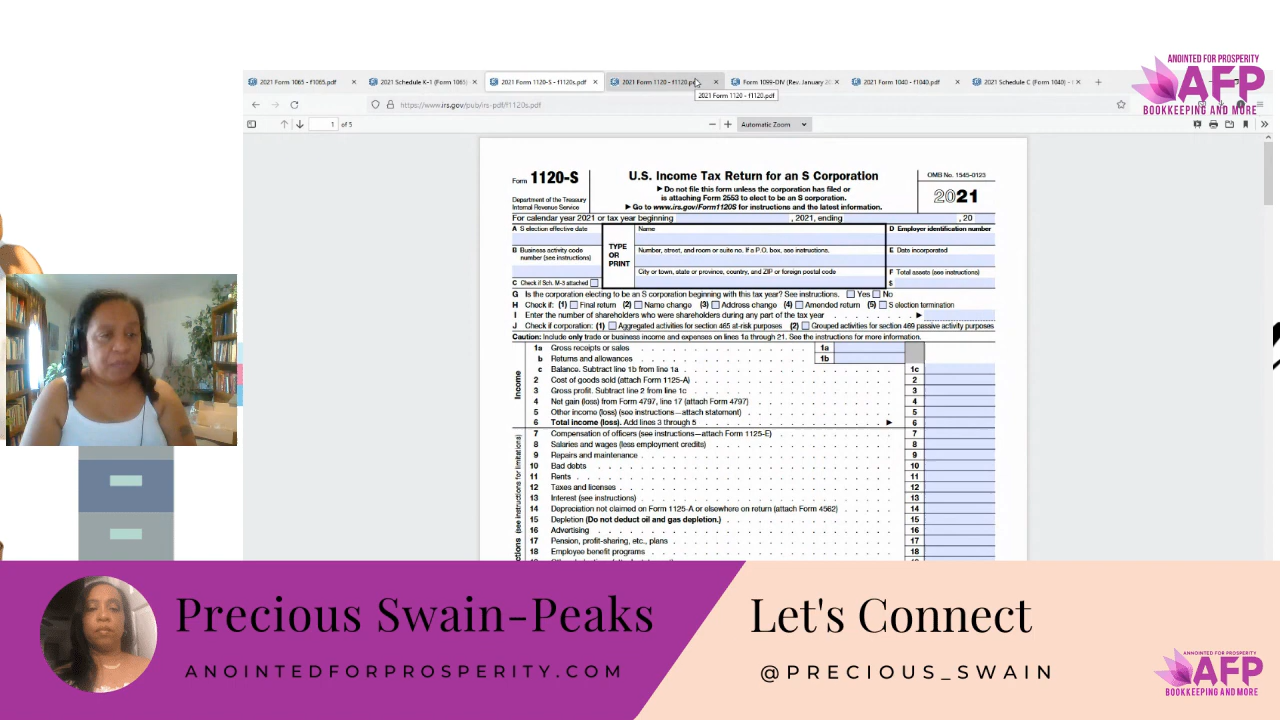 ANOINTED FOR PROSPERITY
AFP
BOOKKEEPING AND MORE
2021 Form 1065 - f1065.pdf
2021 Schedule K-1 (Form 1065)
2021 Form 1120-S - f1120s.pdf
2021 Form 1120 - f1120.pdf
Form 1099-DIV (Rev. January 20
2021 Form 1040 - f1040.pdf
Schedule C (Form 1040) -
2021 Form 1120 - f1120.pdf
https://www.irs.gov/pub/irs-pdf/f1120s.pdf
1 of 5
Automatic Zoom
Form 1120-S
Department of the Treasury
Internal Revenue Service
U.S. Income Tax Return for an S Corporation
▶ Do not file this form unless the corporation has filed or
is attaching Form 2553 to elect to be an S corporation.
▶ Go to www.irs.gov/Form1120S for instructions and the latest information.
OMB No. 1545-0123
2021
For calendar year 2021 or tax year beginning , 2021, ending , 20
A S election effective date
B Business activity code
number (see instructions)
C Check if Sch. M-3 attached
TYPE
OR
PRINT
Name
Number, street, and room or suite no. If a P.O. box, see instructions.
City or town, state or province, country, and ZIP or foreign postal code
D Employer identification number
E Date incorporated
F Total assets (see instructions)
$
G Is the corporation electing to be an S corporation beginning with this tax year? See instructions. Yes No
H Check if: (1) Final return (2) Name change (3) Address change (4) Amended return (5) S election termination
I Enter the number of shareholders who were shareholders during any part of the tax year ▶
J Check if corporation: (1) Aggregated activities for section 465 at-risk purposes (2) Grouped activities for section 469 passive activity purposes
Caution: Include only trade or business income and expenses on lines 1a through 21. See the instructions for more information.
Income
1a Gross receipts or sales 1a
b Returns and allowances 1b
c Balance. Subtract line 1b from line 1a 1c
2 Cost of goods sold (attach Form 1125-A) 2
3 Gross profit. Subtract line 2 from line 1c 3
4 Net gain (loss) from Form 4797, line 17 (attach Form 4797) 4
5 Other income (loss) (see instructions—attach statement) 5
6 Total income (loss). Add lines 3 through 5 ▶ 6
(see instructions for limitations)
7 Compensation of officers (see instructions—attach Form 1125-E) 7
8 Salaries and wages (less employment credits) 8
9 Repairs and maintenance 9
10 Bad debts 10
11 Rents 11
12 Taxes and licenses 12
13 Interest (see instructions) 13
14 Depreciation not claimed on Form 1125-A or elsewhere on return (attach Form 4562) 14
15 Depletion (Do not deduct oil and gas depletion.) 15
16 Advertising 16
17 Pension, profit-sharing, etc., plans 17
18 Employee benefit programs 18
Precious Swain-Peaks
ANOINTEDFORPROSPERITY.COM
Let's Connect
@PRECIOUS_SWAIN
ANNOINTED FOR PROSPERITY
AFP
BOOKKEEPING AND MORE